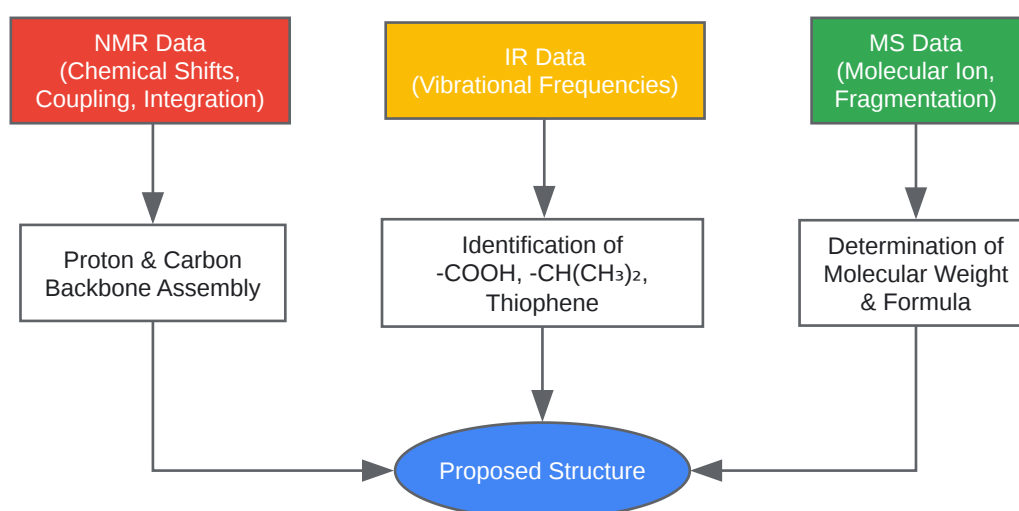 NMR Data
(Chemical Shifts,
Coupling, Integration)
IR Data
(Vibrational Frequencies)
MS Data
(Molecular Ion,
Fragmentation)
Proton & Carbon
Backbone Assembly
Identification of
-COOH, -CH(CH₃)₂,
Thiophene
Determination of
Molecular Weight
& Formula
Proposed Structure